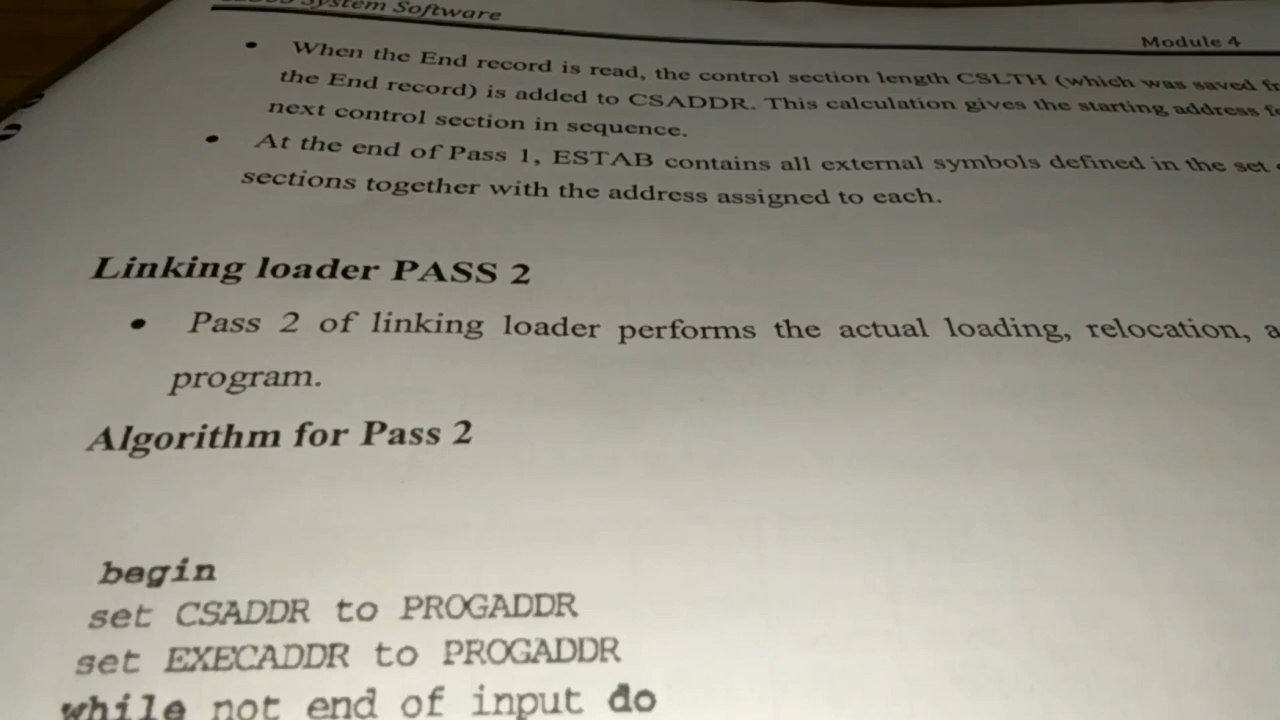 System Software
Module 4
• When the End record is read, the control section length CSLTH (which was saved
the End record) is added to CSADDR. This calculation gives the starting address
next control section in sequence.
• At the end of Pass 1, ESTAB contains all external symbols defined in the set
sections together with the address assigned to each.
Linking loader PASS 2
• Pass 2 of linking loader performs the actual loading, relocation,
program.
Algorithm for Pass 2
begin
set CSADDR to PROGADDR
set EXECADDR to PROGADDR
while not end of input do